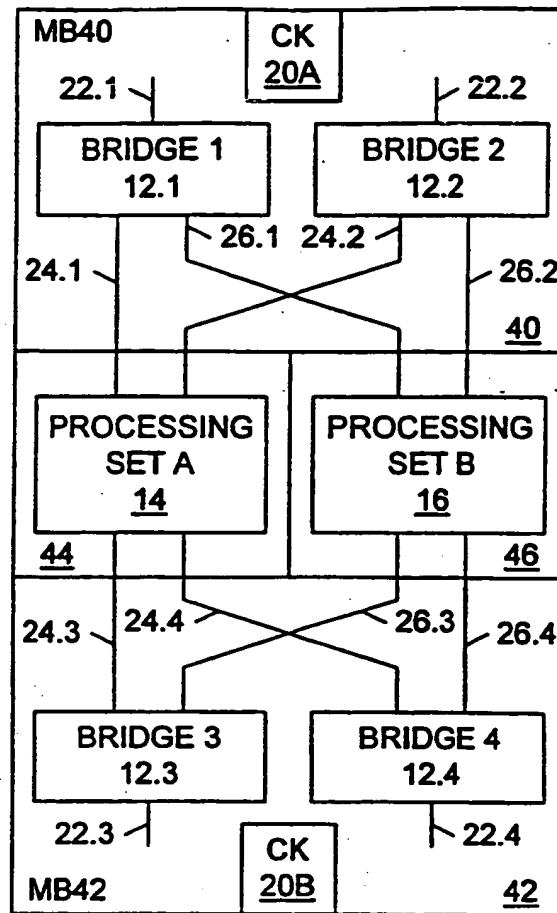 MB40
CK
20A
22.1
22.2
BRIDGE 1
12.1
BRIDGE 2
12.2
26.1
24.2
24.1
26.2
40
PROCESSING
SET A
14
PROCESSING
SET B
16
44
46
24.3
24.4
26.3
26.4
BRIDGE 3
12.3
BRIDGE 4
12.4
22.3
22.4
CK
20B
MB42
42